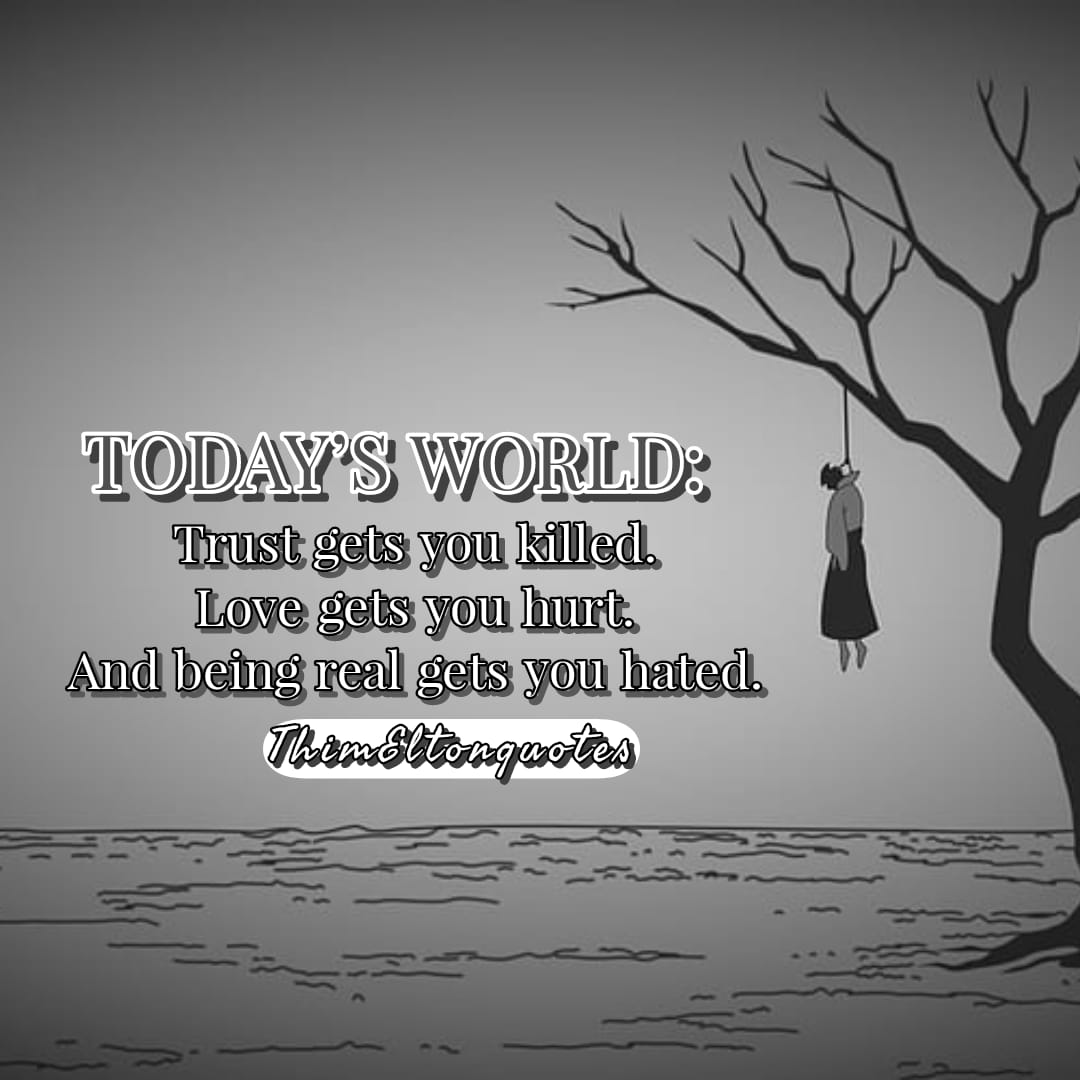 TODAY’S WORLD:
Trust gets you killed.
Love gets you hurt.
And being real gets you hated.
ThimEltonquotes